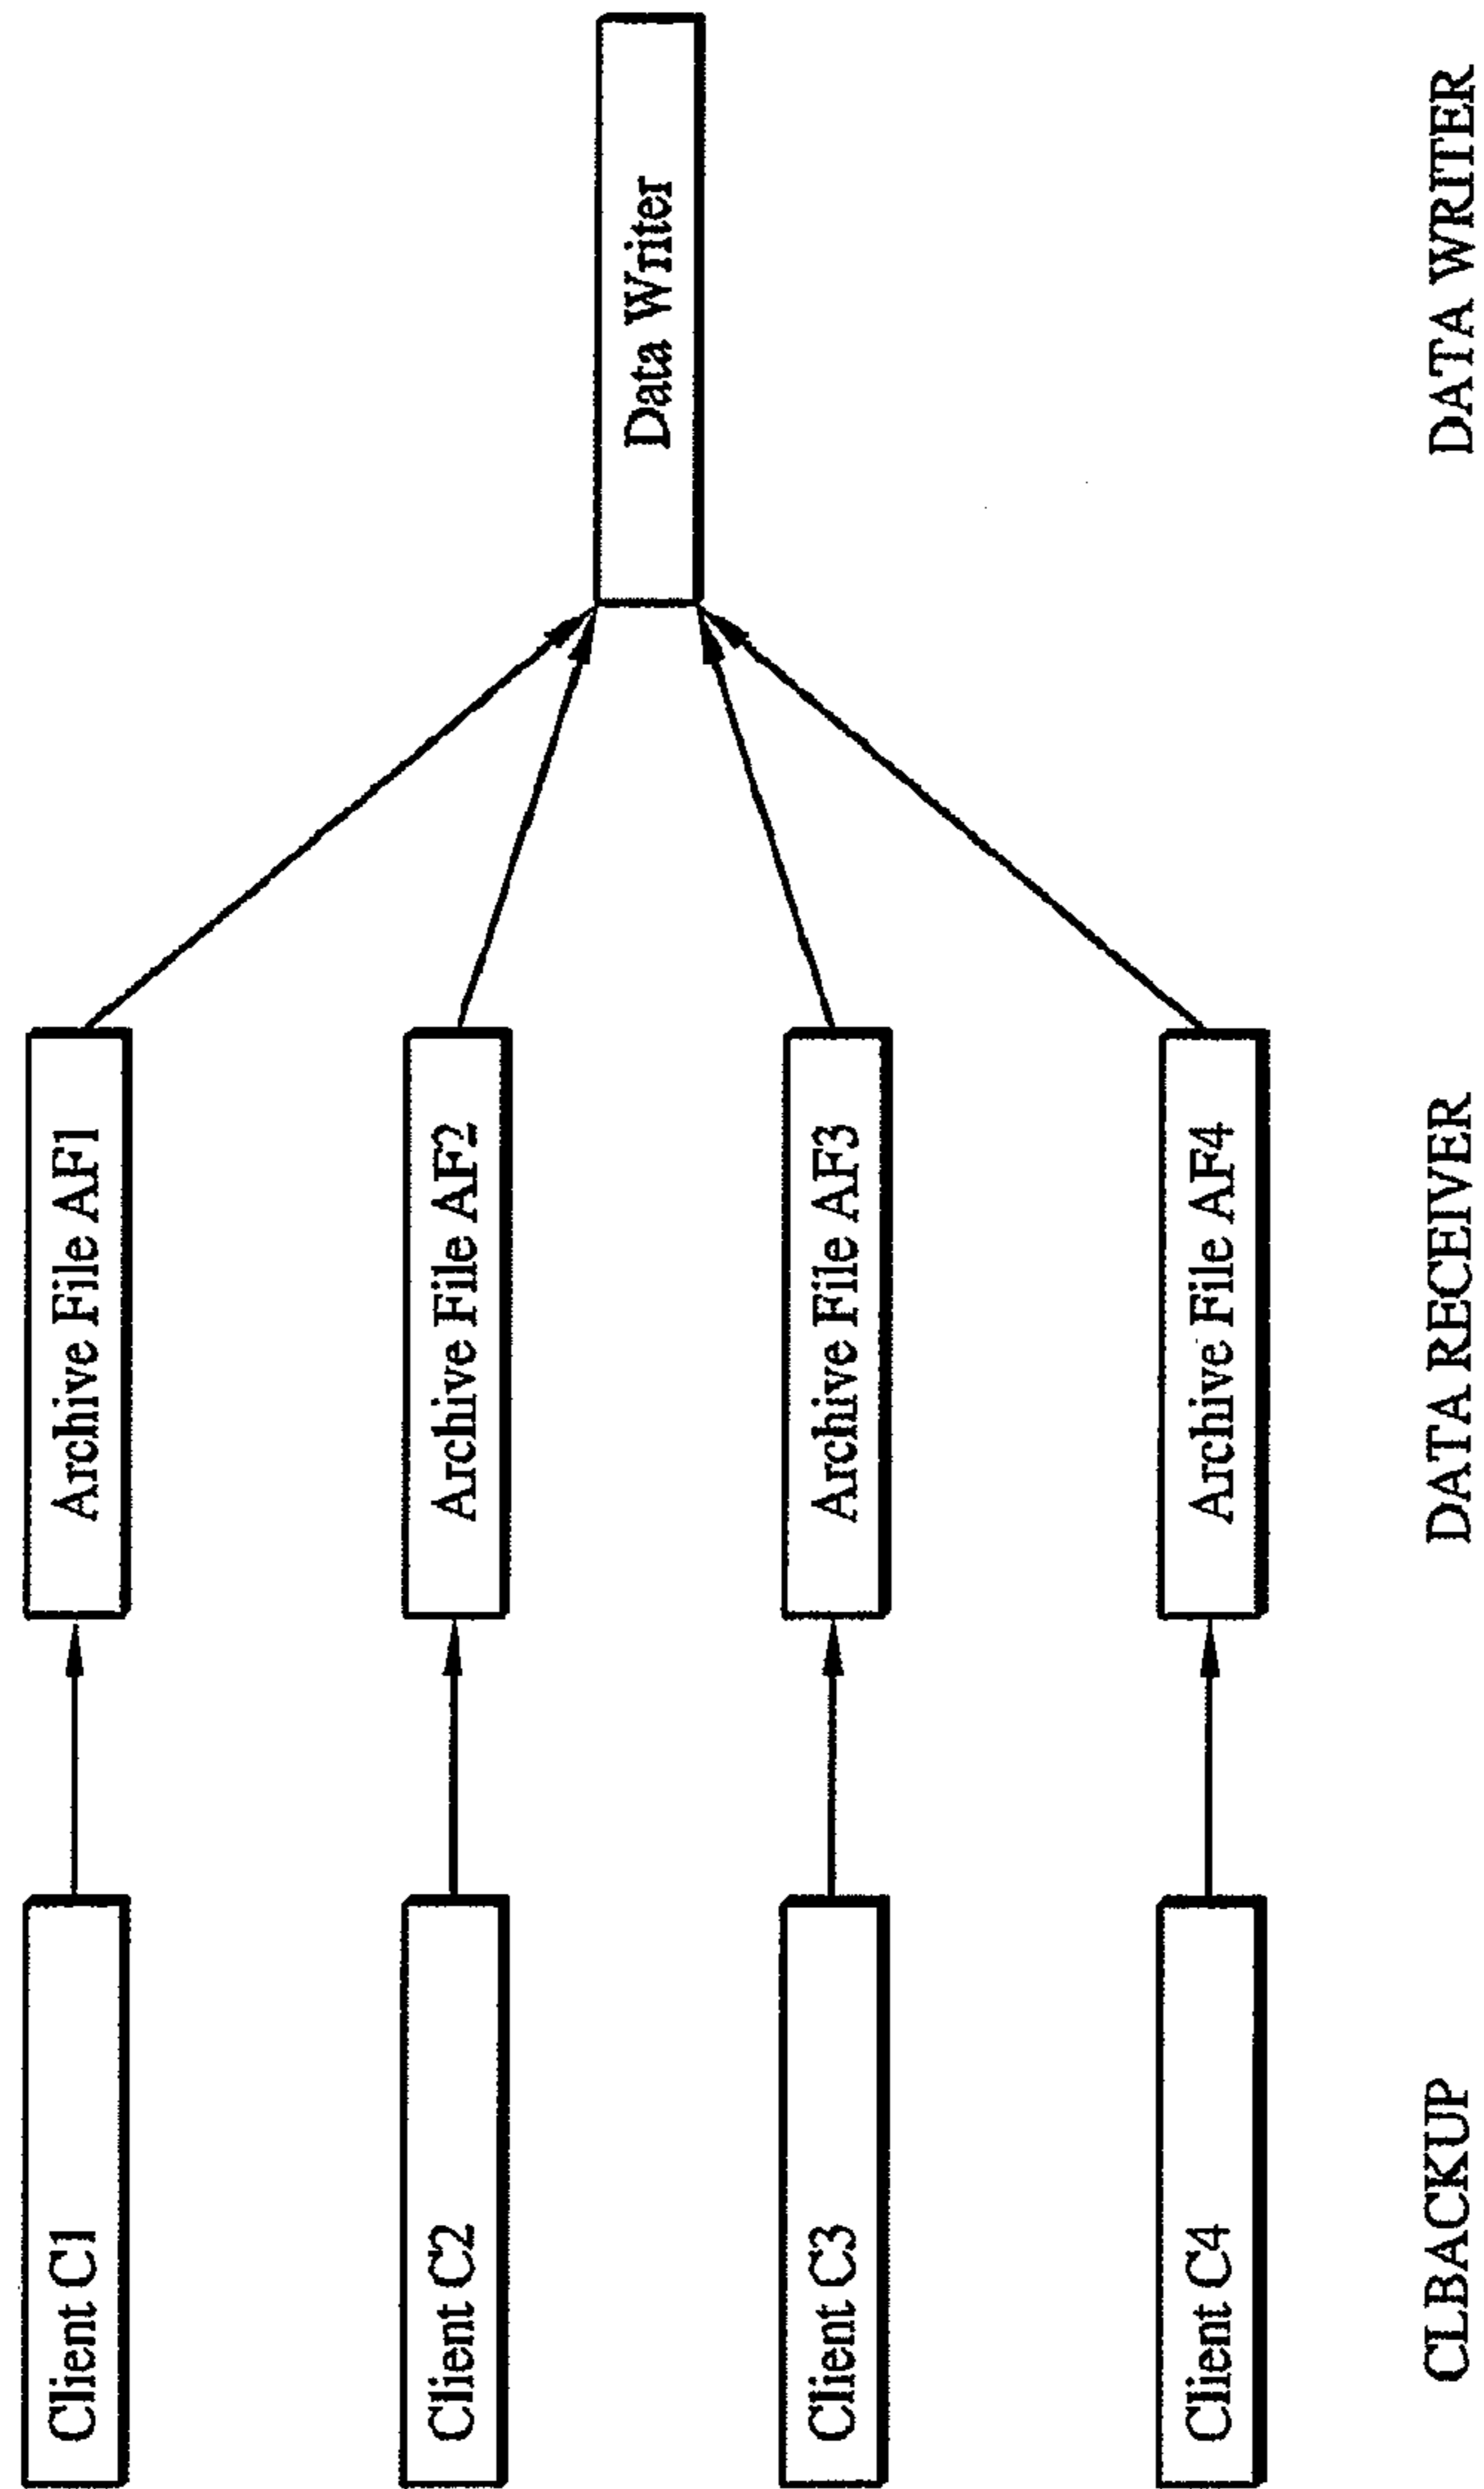 Client C1
Archive File AF1
Client C2
Archive File AF2
Data Writer
Client C3
Archive File AF3
Client C4
Archive File AF4
CLBACKUP
DATA RECEIVER
DATA WRITER